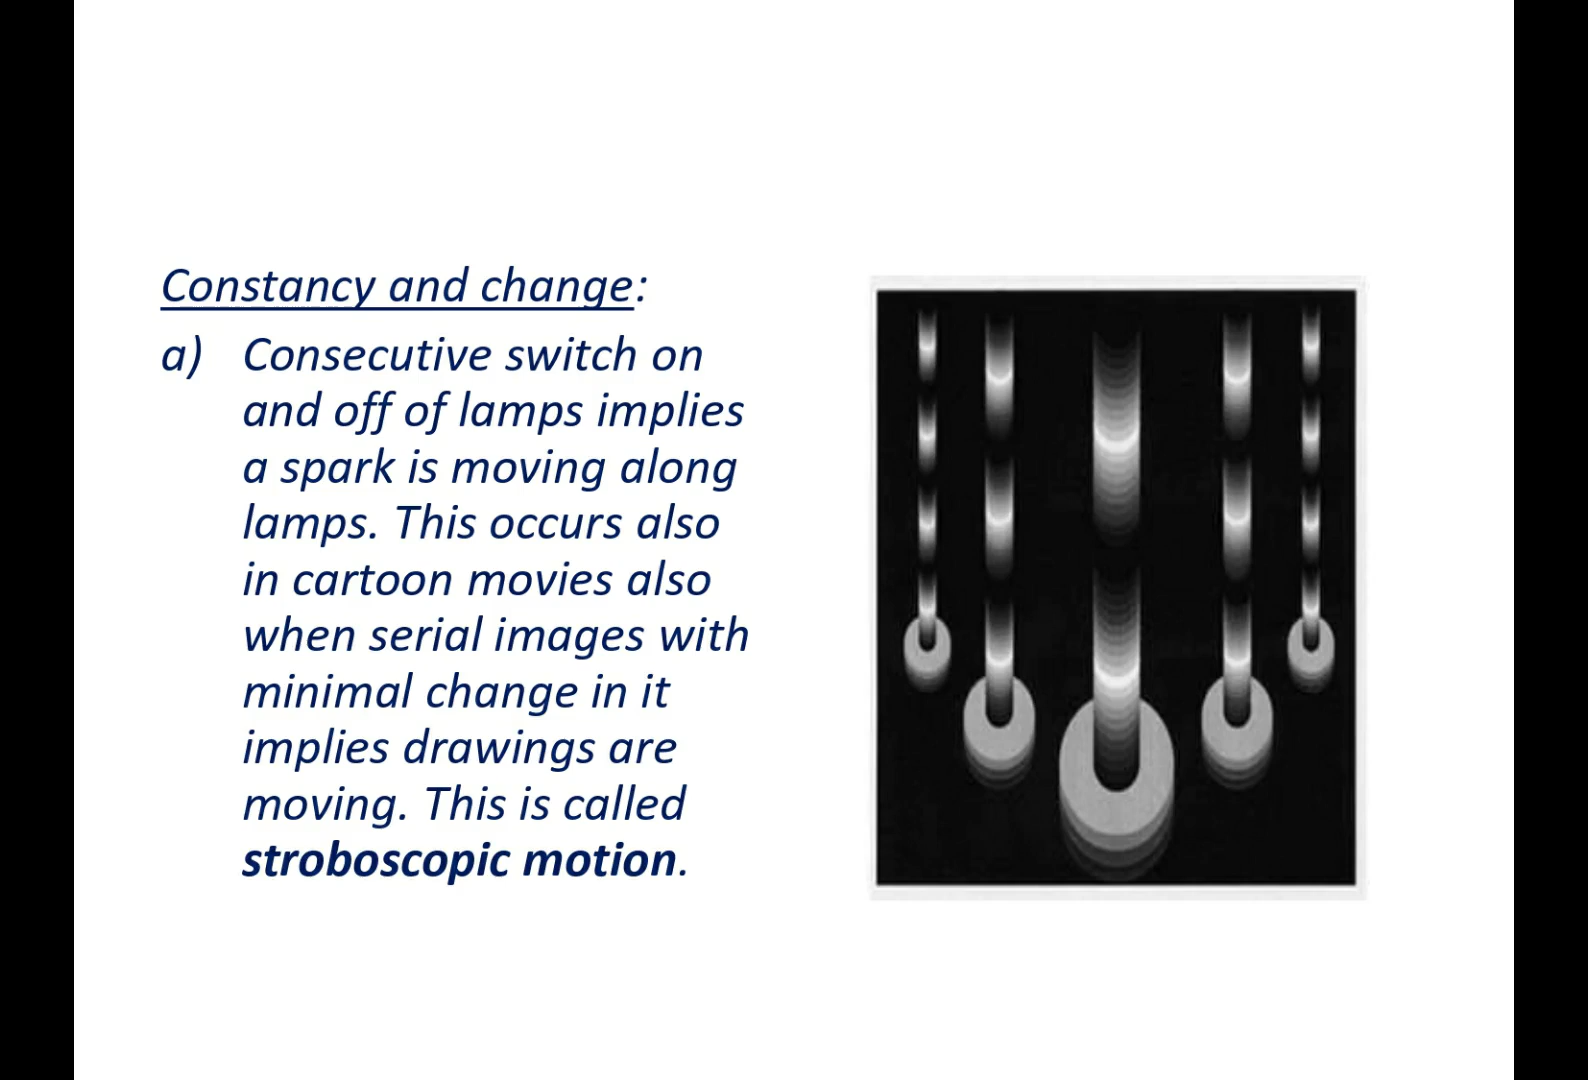 Constancy and change:
a) Consecutive switch on
and off of lamps implies
a spark is moving along
lamps. This occurs also
in cartoon movies also
when serial images with
minimal change in it
implies drawings are
moving. This is called
stroboscopic motion.